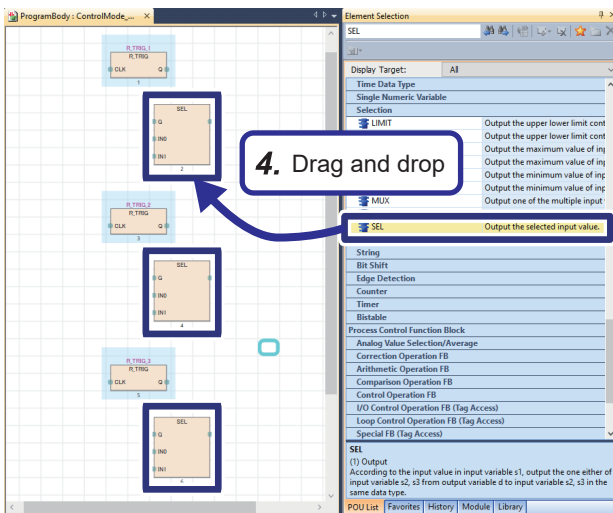 ProgramBody : ControlMode_...
R_TRIG_1
R_TRIG
CLK Q
1
SEL
G
IN0
IN1
2
R_TRIG_2
R_TRIG
CLK Q
3
SEL
G
IN0
IN1
4
R_TRIG_3
R_TRIG
CLK Q
5
SEL
G
IN0
IN1
6
4. Drag and drop
Element Selection
SEL
Display Target: All
Time Data Type
Single Numeric Variable
Selection
LIMIT Output the upper lower limit cont
Output the upper lower limit cont
Output the maximum value of inp
Output the maximum value of inp
Output the minimum value of inp
Output the minimum value of inp
MUX Output one of the multiple input
SEL Output the selected input value.
String
Bit Shift
Edge Detection
Counter
Timer
Bistable
Process Control Function Block
Analog Value Selection/Average
Correction Operation FB
Arithmetic Operation FB
Comparison Operation FB
Control Operation FB
I/O Control Operation FB (Tag Access)
Loop Control Operation FB (Tag Access)
Special FB (Tag Access)
SEL
(1) Output
According to the input value in input variable s1, output the one either of
input variable s2, s3 from output variable d to input variable s2, s3 in the
same data type.
POU List Favorites History Module Library